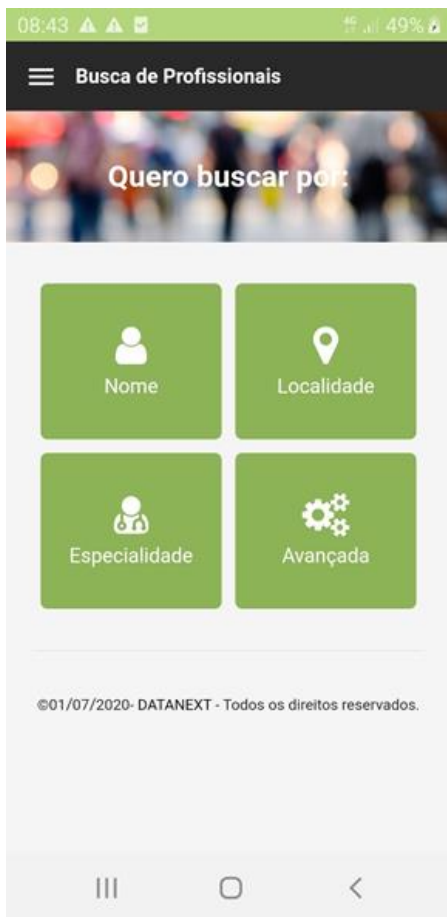 08:43 49%
Busca de Profissionais
Quero buscar por:
Nome Localidade
Especialidade Avançada
©01/07/2020- DATANEXT - Todos os direitos reservados.